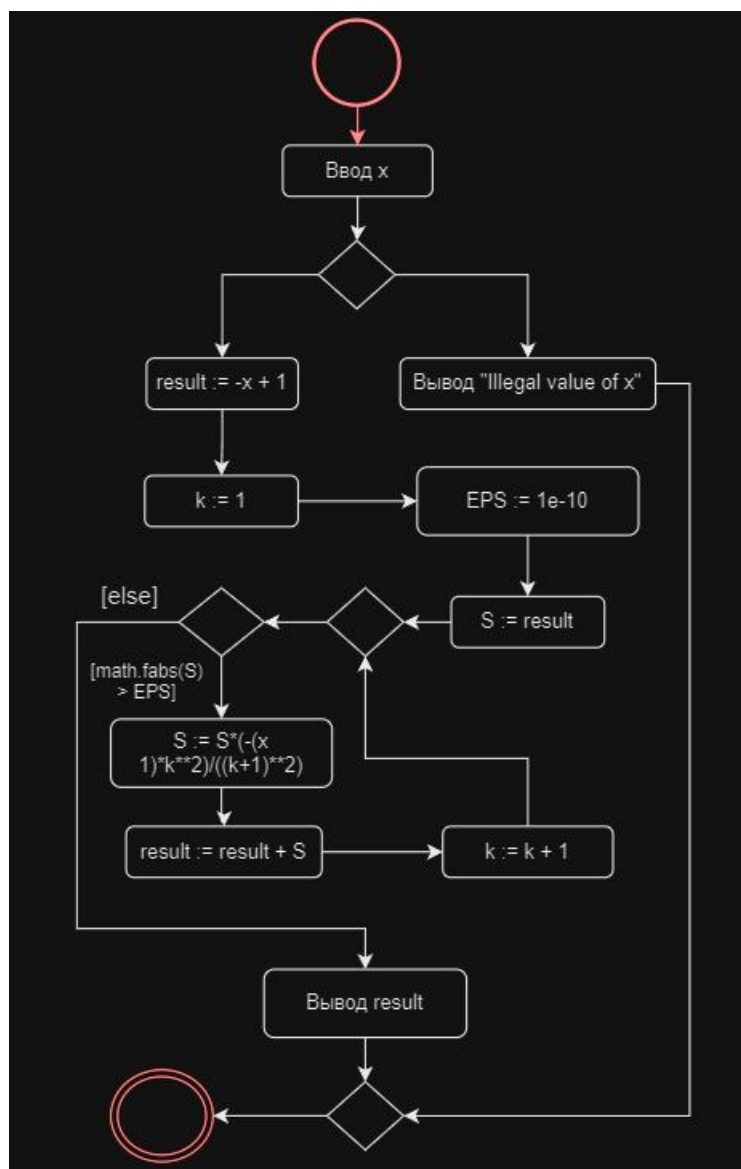 Ввод x
result := -x + 1
Вывод "Illegal value of x"
k := 1
EPS := 1e-10
[else]
S := result
[math.fabs(S)
> EPS]
S := S*(-(x
1)*k**2)/((k+1)**2)
result := result + S
k := k + 1
Вывод result